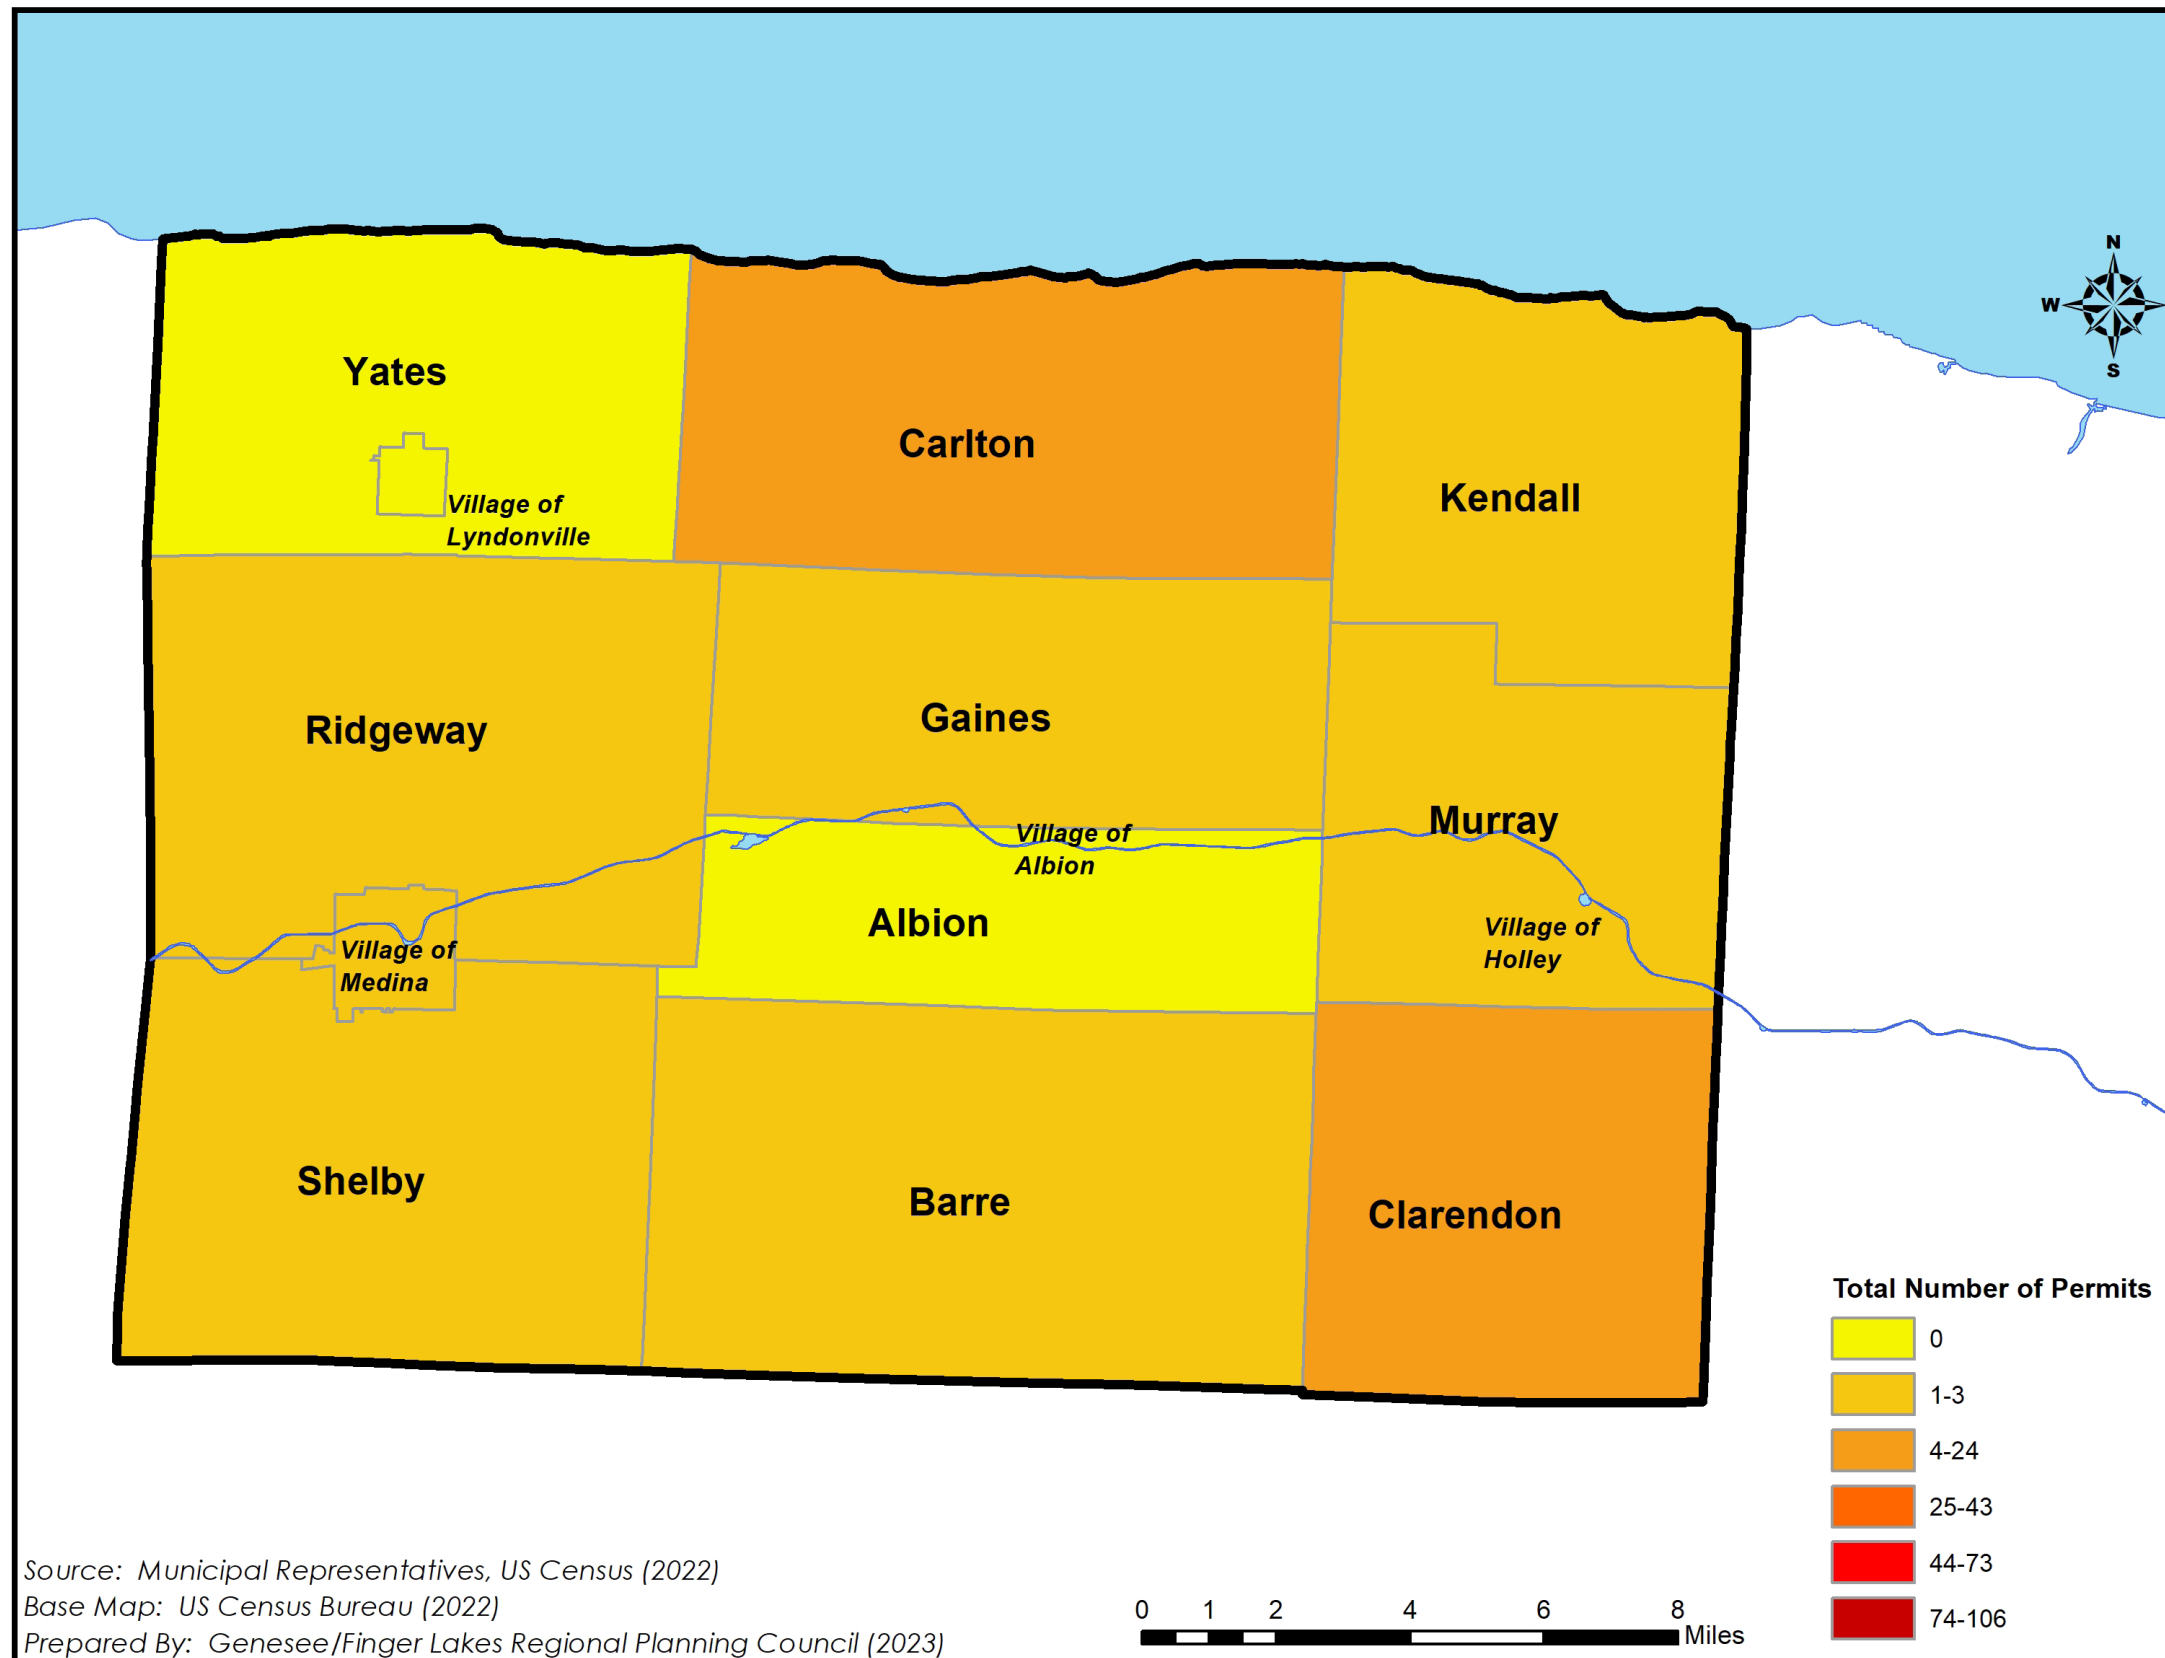 N
W
S
Yates
Carlton
Kendall
Village of
Lyndonville
Ridgeway
Gaines
Murray
Village of
Albion
Albion
Village of
Holley
Village of
Medina
Shelby
Barre
Clarendon
Total Number of Permits
0
1-3
4-24
25-43
44-73
74-106
Source: Municipal Representatives, US Census (2022)
Base Map: US Census Bureau (2022)
Prepared By: Genesee/Finger Lakes Regional Planning Council (2023)
0 1 2 4 6 8
Miles